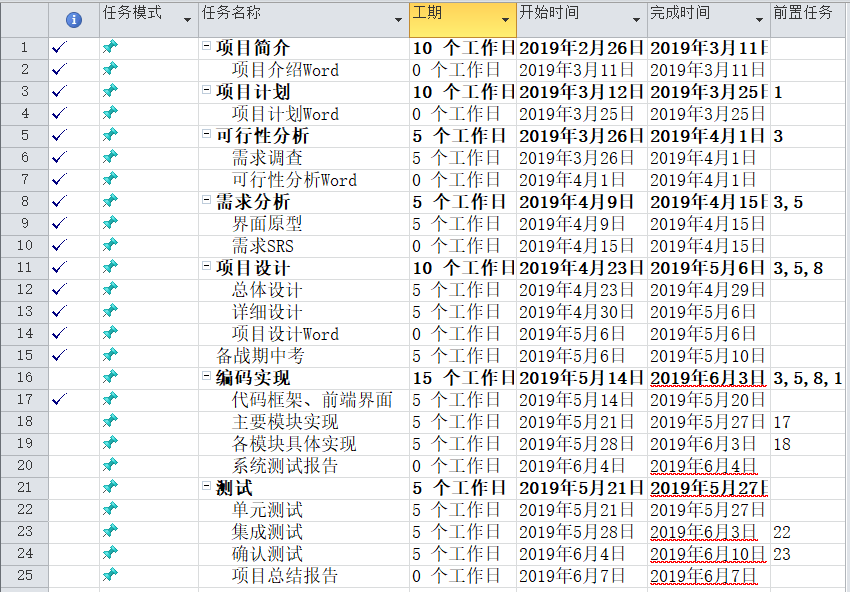 任务模式 任务名称 工期 开始时间 完成时间 前置任务
1 项目简介 10 个工作日 2019年2月26日 2019年3月11日
2 项目介绍Word 0 个工作日 2019年3月11日 2019年3月11日
3 项目计划 10 个工作日 2019年3月12日 2019年3月25日 1
4 项目计划Word 0 个工作日 2019年3月25日 2019年3月25日
5 可行性分析 5 个工作日 2019年3月26日 2019年4月1日 3
6 需求调查 5 个工作日 2019年3月26日 2019年4月1日
7 可行性分析Word 0 个工作日 2019年4月1日 2019年4月1日
8 需求分析 5 个工作日 2019年4月9日 2019年4月15日 3,5
9 界面原型 5 个工作日 2019年4月9日 2019年4月15日
10 需求SRS 0 个工作日 2019年4月15日 2019年4月15日
11 项目设计 10 个工作日 2019年4月23日 2019年5月6日 3,5,8
12 总体设计 5 个工作日 2019年4月23日 2019年4月29日
13 详细设计 5 个工作日 2019年4月30日 2019年5月6日
14 项目设计Word 0 个工作日 2019年5月6日 2019年5月6日
15 备战期中考 5 个工作日 2019年5月6日 2019年5月10日
16 编码实现 15 个工作日 2019年5月14日 2019年6月3日 3,5,8,1
17 代码框架、前端界面 5 个工作日 2019年5月14日 2019年5月20日
18 主要模块实现 5 个工作日 2019年5月21日 2019年5月27日 17
19 各模块具体实现 5 个工作日 2019年5月28日 2019年6月3日 18
20 系统测试报告 0 个工作日 2019年6月4日 2019年6月4日
21 测试 5 个工作日 2019年5月21日 2019年5月27日
22 单元测试 5 个工作日 2019年5月21日 2019年5月27日
23 集成测试 5 个工作日 2019年5月28日 2019年6月3日 22
24 确认测试 5 个工作日 2019年6月4日 2019年6月10日 23
25 项目总结报告 0 个工作日 2019年6月7日 2019年6月7日